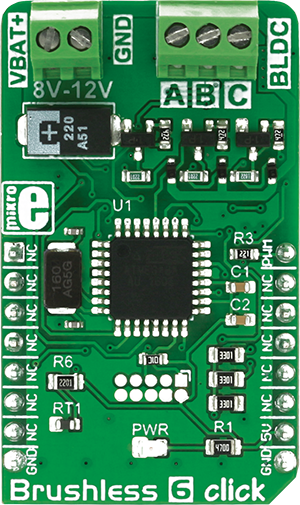 VBAT+
GND
BLDC
8V-12V
A B C
220
A51
mikro
e
U1
R3
2201
NC
NC
NC
NC
NC
NC
GND
PWM
NC
NC
NC
NC
5V
GND
C1
C2
R6
2201
RT1
PWR
R1
4700
3301
3301
3301
Brushless 6 click